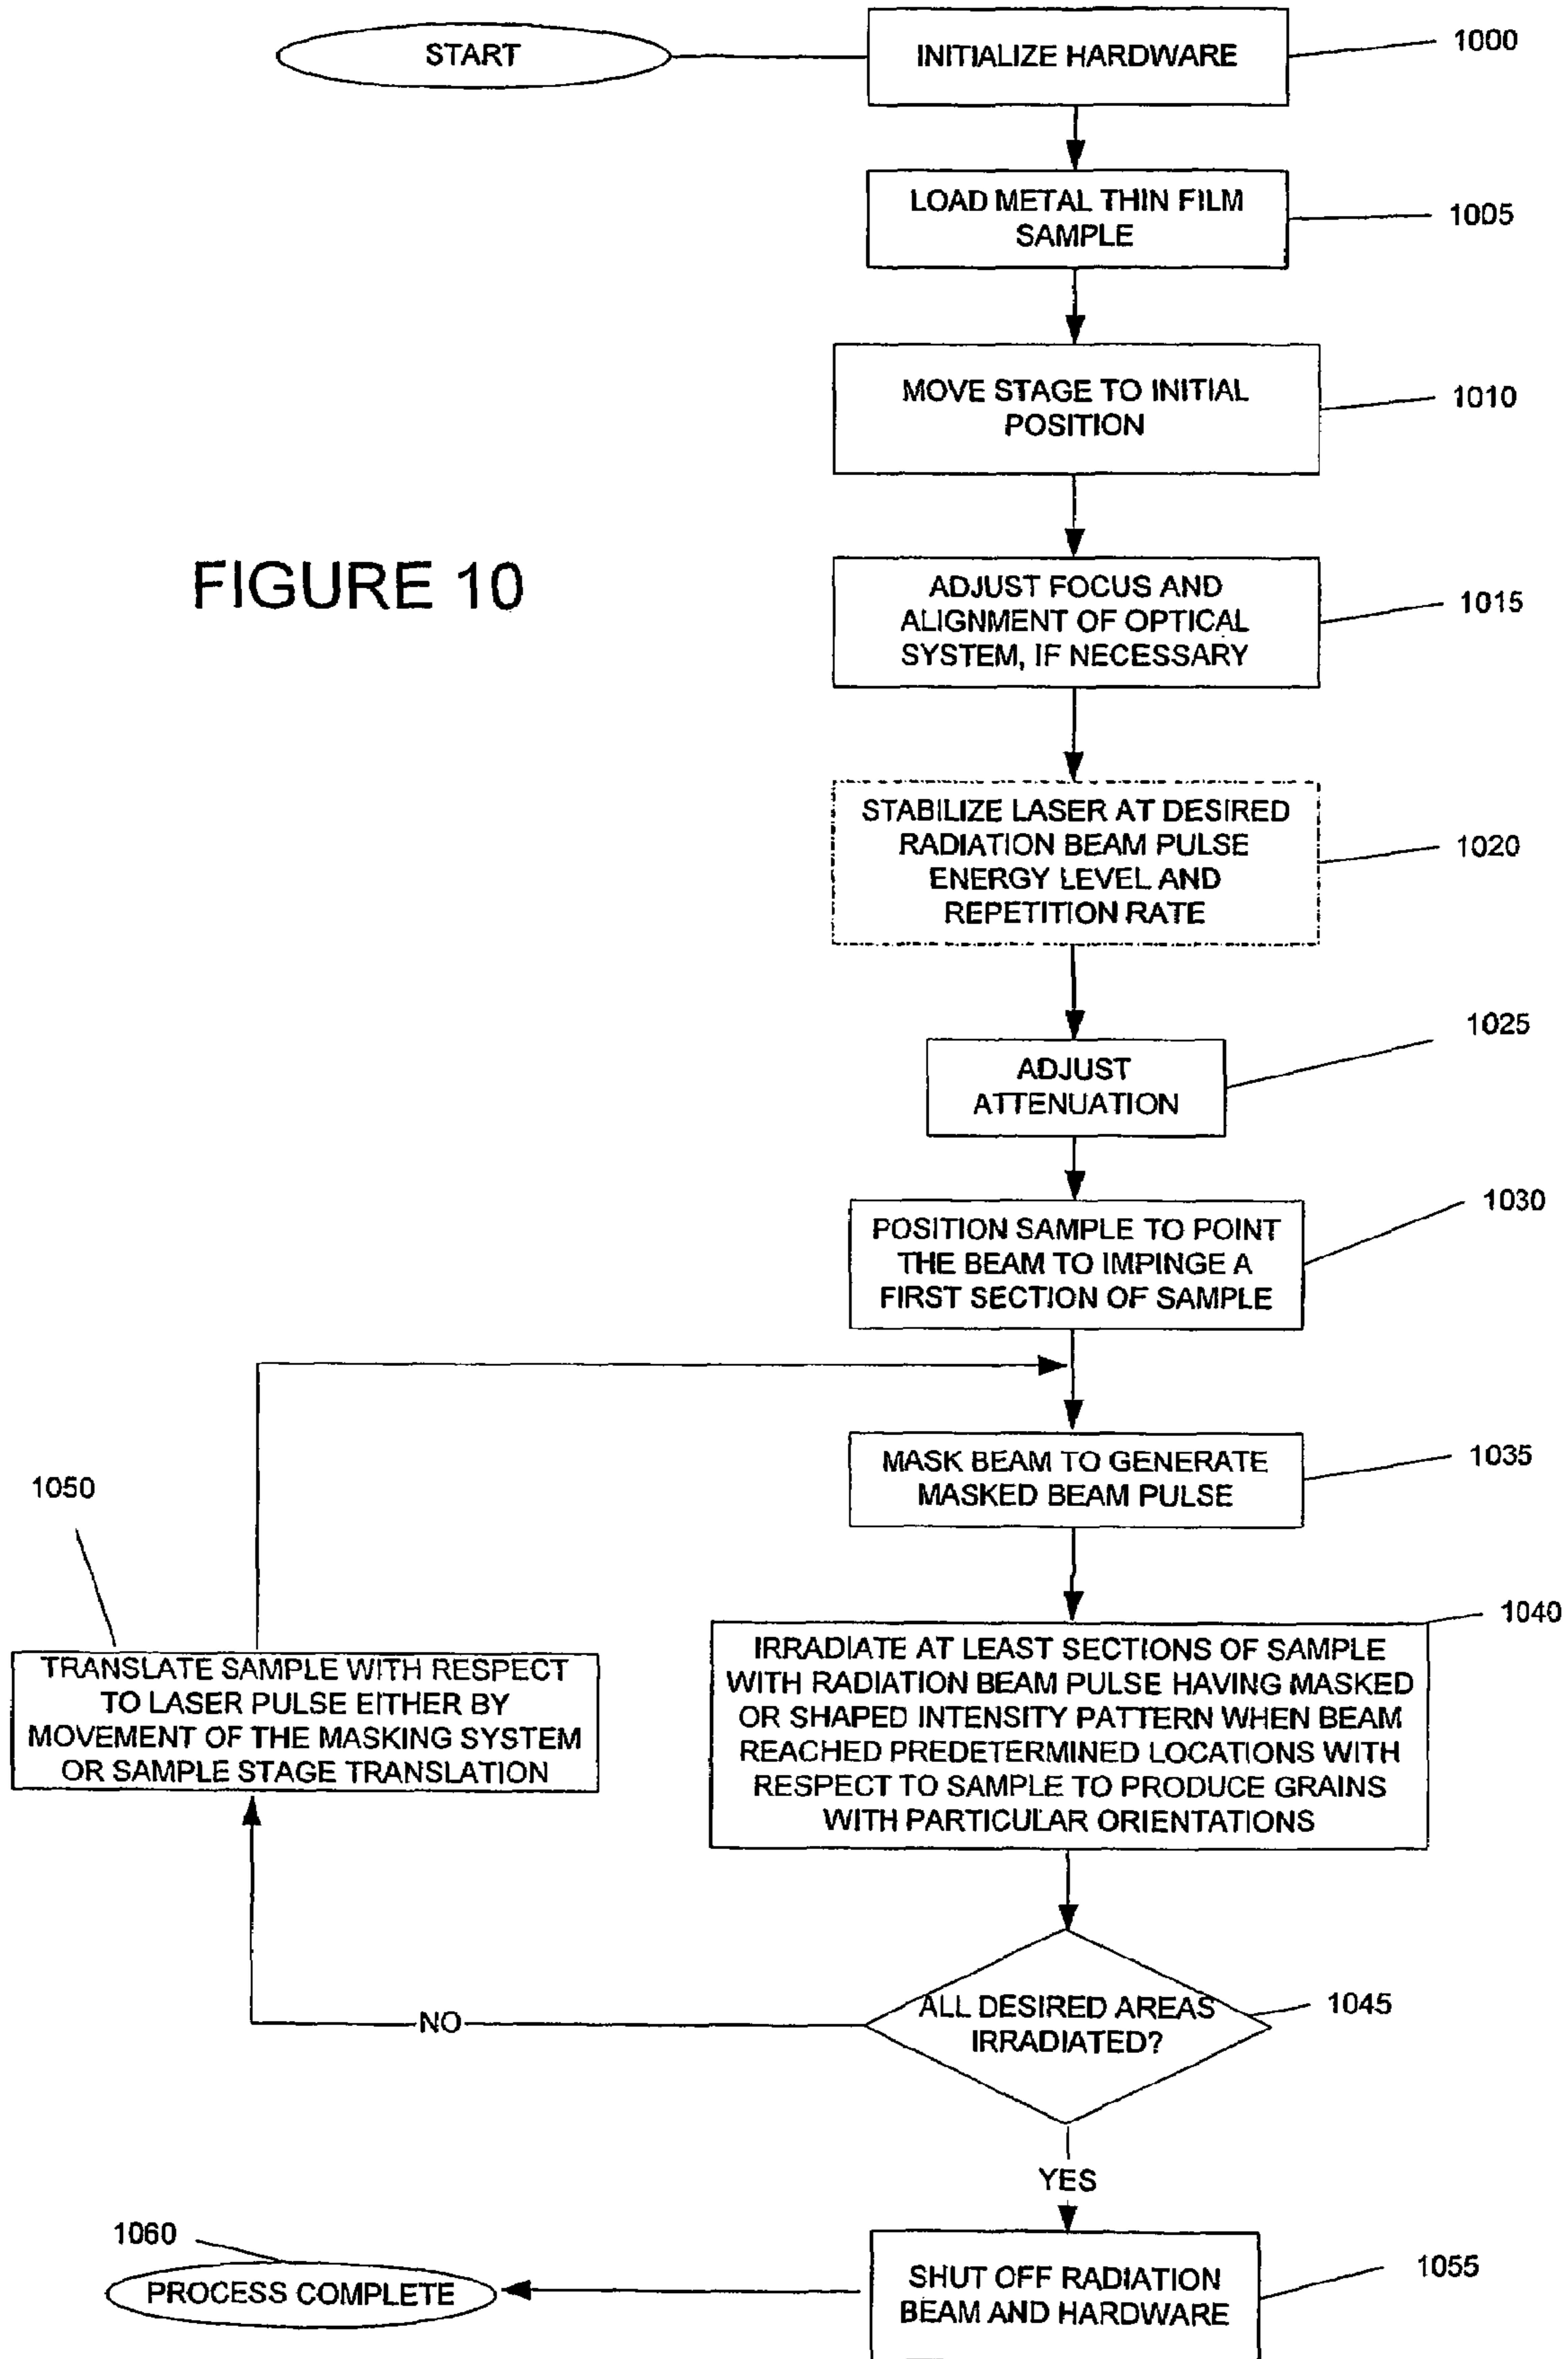 START
INITIALIZE HARDWARE
1000
LOAD METAL THIN FILM
SAMPLE
1005
MOVE STAGE TO INITIAL
POSITION
1010
FIGURE 10
ADJUST FOCUS AND
ALIGNMENT OF OPTICAL
SYSTEM, IF NECESSARY
1015
STABILIZE LASER AT DESIRED
RADIATION BEAM PULSE
ENERGY LEVEL AND
REPETITION RATE
1020
ADJUST
ATTENUATION
1025
POSITION SAMPLE TO POINT
THE BEAM TO IMPINGE A
FIRST SECTION OF SAMPLE
1030
MASK BEAM TO GENERATE
MASKED BEAM PULSE
1035
1050
TRANSLATE SAMPLE WITH RESPECT
TO LASER PULSE EITHER BY
MOVEMENT OF THE MASKING SYSTEM
OR SAMPLE STAGE TRANSLATION
IRRADIATE AT LEAST SECTIONS OF SAMPLE
WITH RADIATION BEAM PULSE HAVING MASKED
OR SHAPED INTENSITY PATTERN WHEN BEAM
REACHED PREDETERMINED LOCATIONS WITH
RESPECT TO SAMPLE TO PRODUCE GRAINS
WITH PARTICULAR ORIENTATIONS
1040
NO
ALL DESIRED AREAS
IRRADIATED?
1045
YES
1060
PROCESS COMPLETE
SHUT OFF RADIATION
BEAM AND HARDWARE
1055